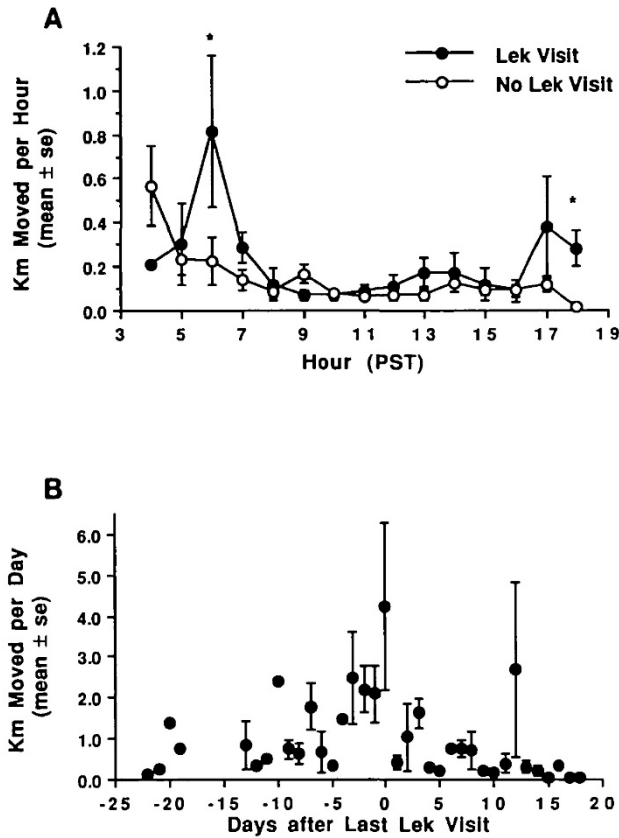 A
*
*
Lek Visit
No Lek Visit
Km Moved per Hour
(mean ± se)
1.2
1.0
0.8
0.6
0.4
0.2
0.0
3 5 7 9 11 13 15 17 19
Hour (PST)
B
Km Moved per Day
(mean ± se)
6.0
5.0
4.0
3.0
2.0
1.0
0.0
-25 -20 -15 -10 -5 0 5 10 15 20
Days after Last Lek Visit